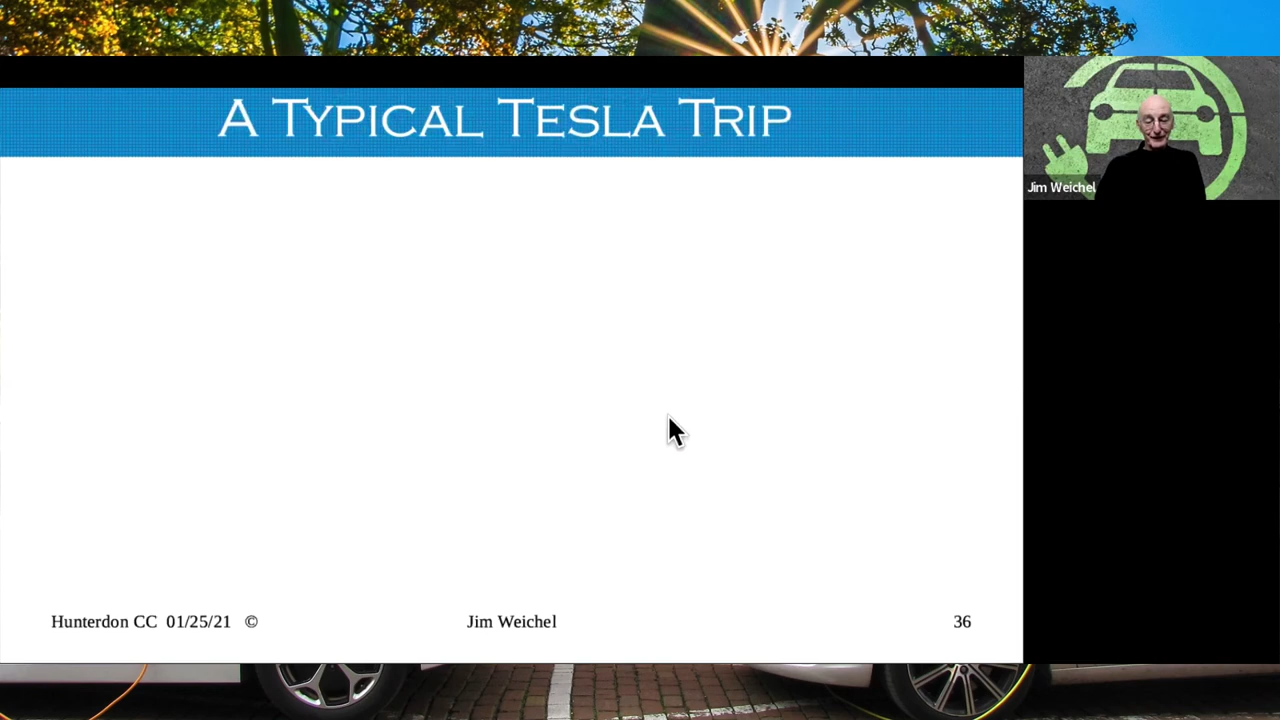 A TYPICAL TESLA TRIP
Jim Weichel
Hunterdon CC 01/25/21 ©
Jim Weichel
36